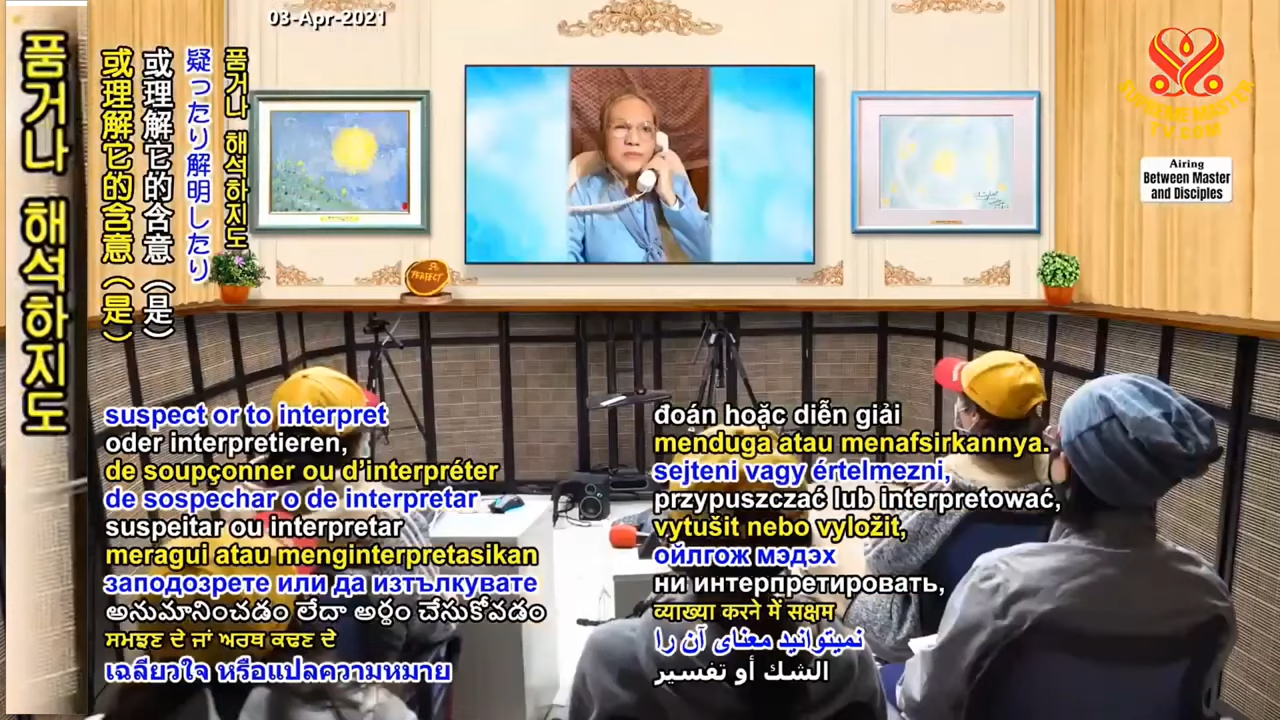 03-Apr-2021
품거나 해석하지도
或理解它的含意（是）
或理解它的含意（是）
疑ったり解明したり
품거나 해석하지도
SUPREME MASTER
TV.COM
Airing
Between Master
and Disciples
PERFECT
suspect or to interpret
oder interpretieren,
de soupçonner ou d’interpréter
de sospechar o de interpretar
suspeitar ou interpretar
meragui atau menginterpretasikan
заподозрете или да изтълкувате
అనుమానించడం లేదా అర్థం చేసుకోవడం
ਸਮਝਣ ਦੇ ਜਾਂ ਅਰਥ ਕਢਣ ਦੇ
เฉลียวใจ หรือแปลความหมาย
đoán hoặc diễn giải
menduga atau menafsirkannya.
sejteni vagy értelmezni,
przypuszczać lub interpretować,
vytušit nebo vyložit,
ойлгож мэдэх
ни интерпретировать,
व्याख्या करने में सक्षम
نمیتوانید معنای آن را
الشك أو تفسير